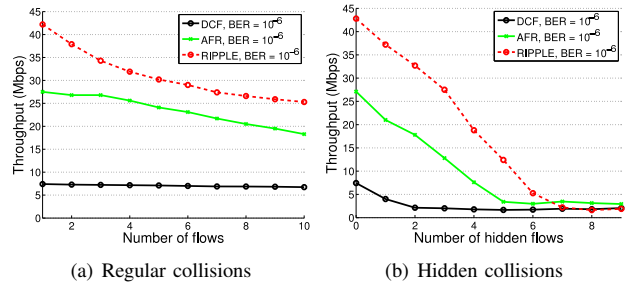 45
40
35
30
25
20
15
10
5
0
Throughput (Mbps)
DCF, BER = 10⁻⁶
AFR, BER = 10⁻⁶
RIPPLE, BER = 10⁻⁶
2 4 6 8 10
Number of flows
(a) Regular collisions
45
40
35
30
25
20
15
10
5
0
Throughput (Mbps)
DCF, BER = 10⁻⁶
AFR, BER = 10⁻⁶
RIPPLE, BER = 10⁻⁶
0 2 4 6 8
Number of hidden flows
(b) Hidden collisions